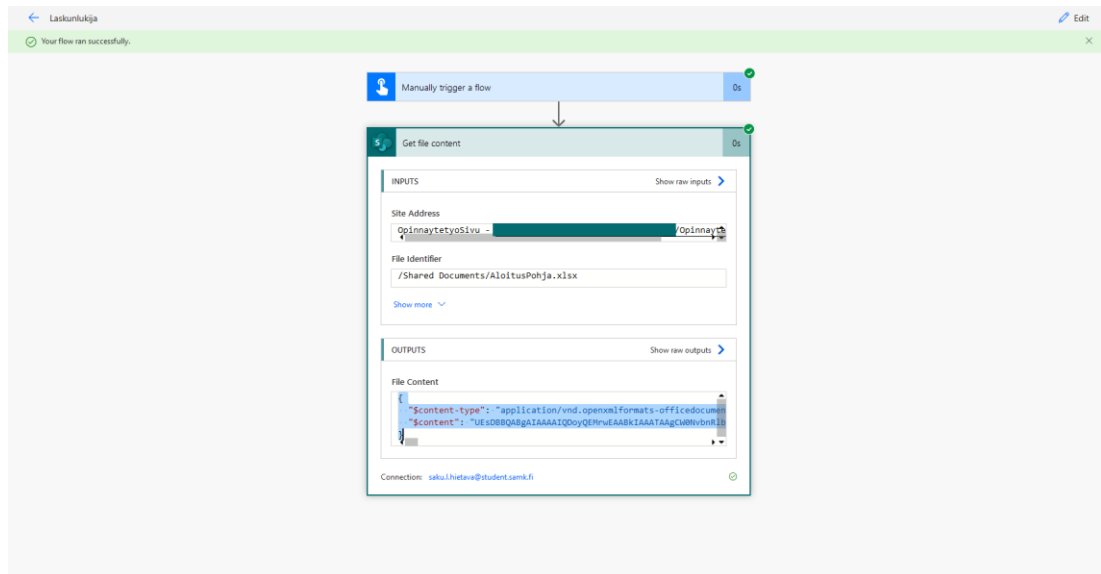 Laskunlukija
Edit
Your flow ran successfully.
Manually trigger a flow
0s
Get file content
0s
INPUTS
Show raw inputs
Site Address
OpinnaytetyoSivu - /Opinnayte
File Identifier
/Shared Documents/AloitusPohja.xlsx
Show more
OUTPUTS
Show raw outputs
File Content
{
"$content-type": "application/vnd.openxmlformats-officedocumen
"$content": "UEsDBBQABgAIAAAAIQDoyQEMrwEAABkIAAATAAgCW0NvbnRlb
}
Connection: saku.l.hietava@student.samk.fi